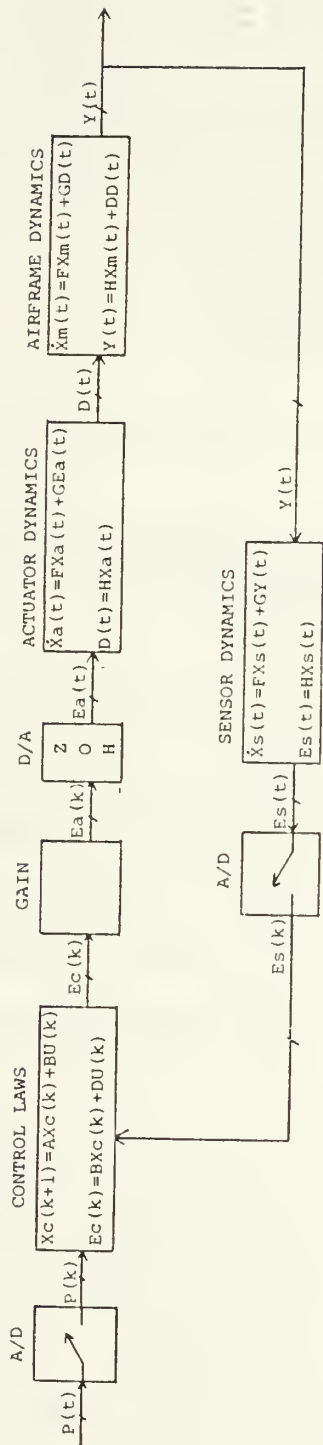 P(t)
A/D
P(k)
CONTROL LAWS
Xc(k+1)=AXc(k)+BU(k)
Ec(k)=BXc(k)+DU(k)
Ec(k)
GAIN
Ea(k)
D/A
Z
O
H
Ea(t)
ACTUATOR DYNAMICS
Ẋa(t)=FXa(t)+GEa(t)
D(t)=HXa(t)
D(t)
AIRFRAME DYNAMICS
Ẋm(t)=FXm(t)+GD(t)
Y(t)=HXm(t)+DD(t)
Y(t)
Y(t)
SENSOR DYNAMICS
Ẋs(t)=FXs(t)+GY(t)
Es(t)=HXs(t)
Es(t)
A/D
Es(k)